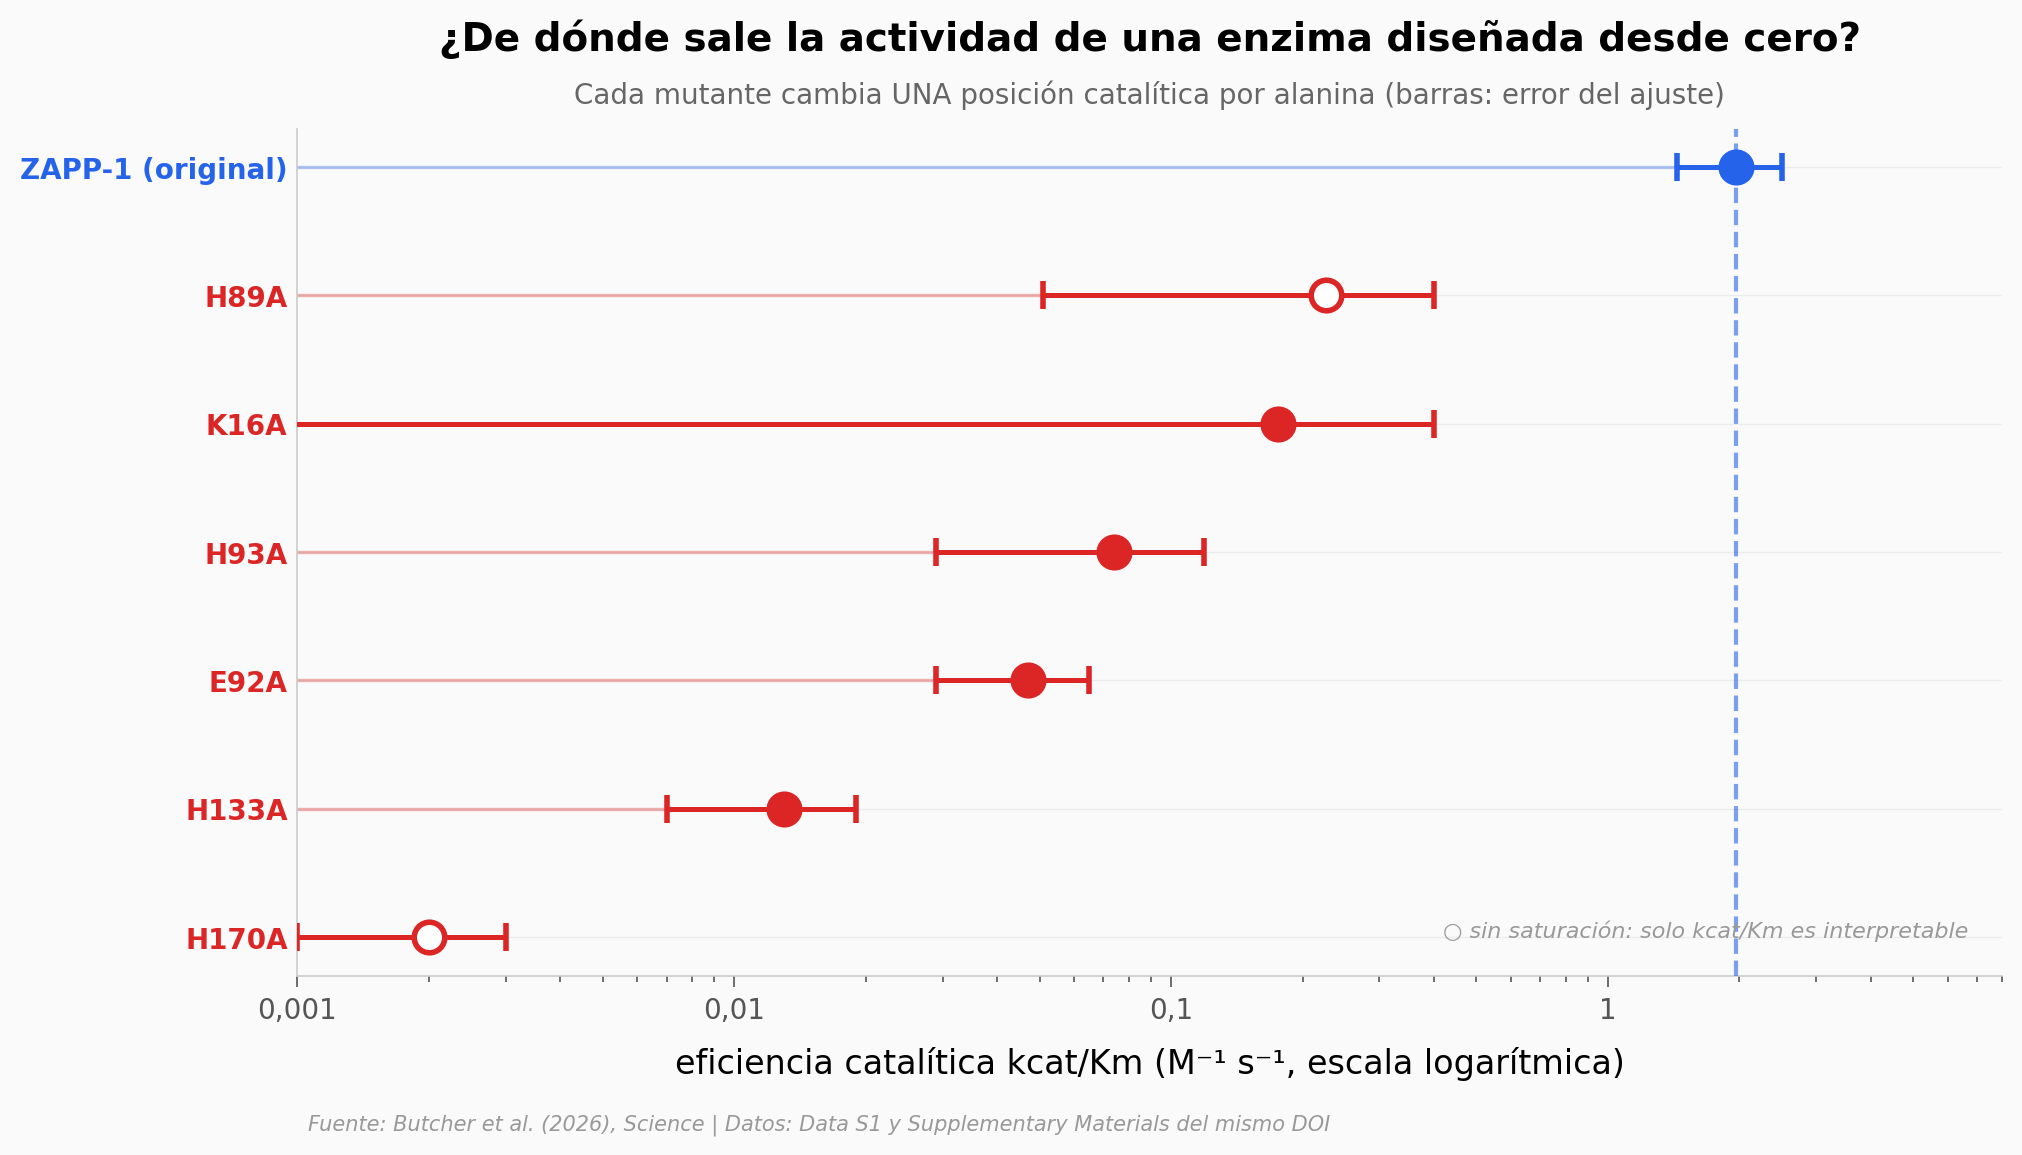 ¿De dónde sale la actividad de una enzima diseñada desde cero?
Cada mutante cambia UNA posición catalítica por alanina (barras: error del ajuste)
ZAPP-1 (original)
H89A
K16A
H93A
E92A
H133A
H170A
○ sin saturación: solo kcat/Km es interpretable
0,001 0,01 0,1 1
eficiencia catalítica kcat/Km (M⁻¹ s⁻¹, escala logarítmica)
Fuente: Butcher et al. (2026), Science | Datos: Data S1 y Supplementary Materials del mismo DOI